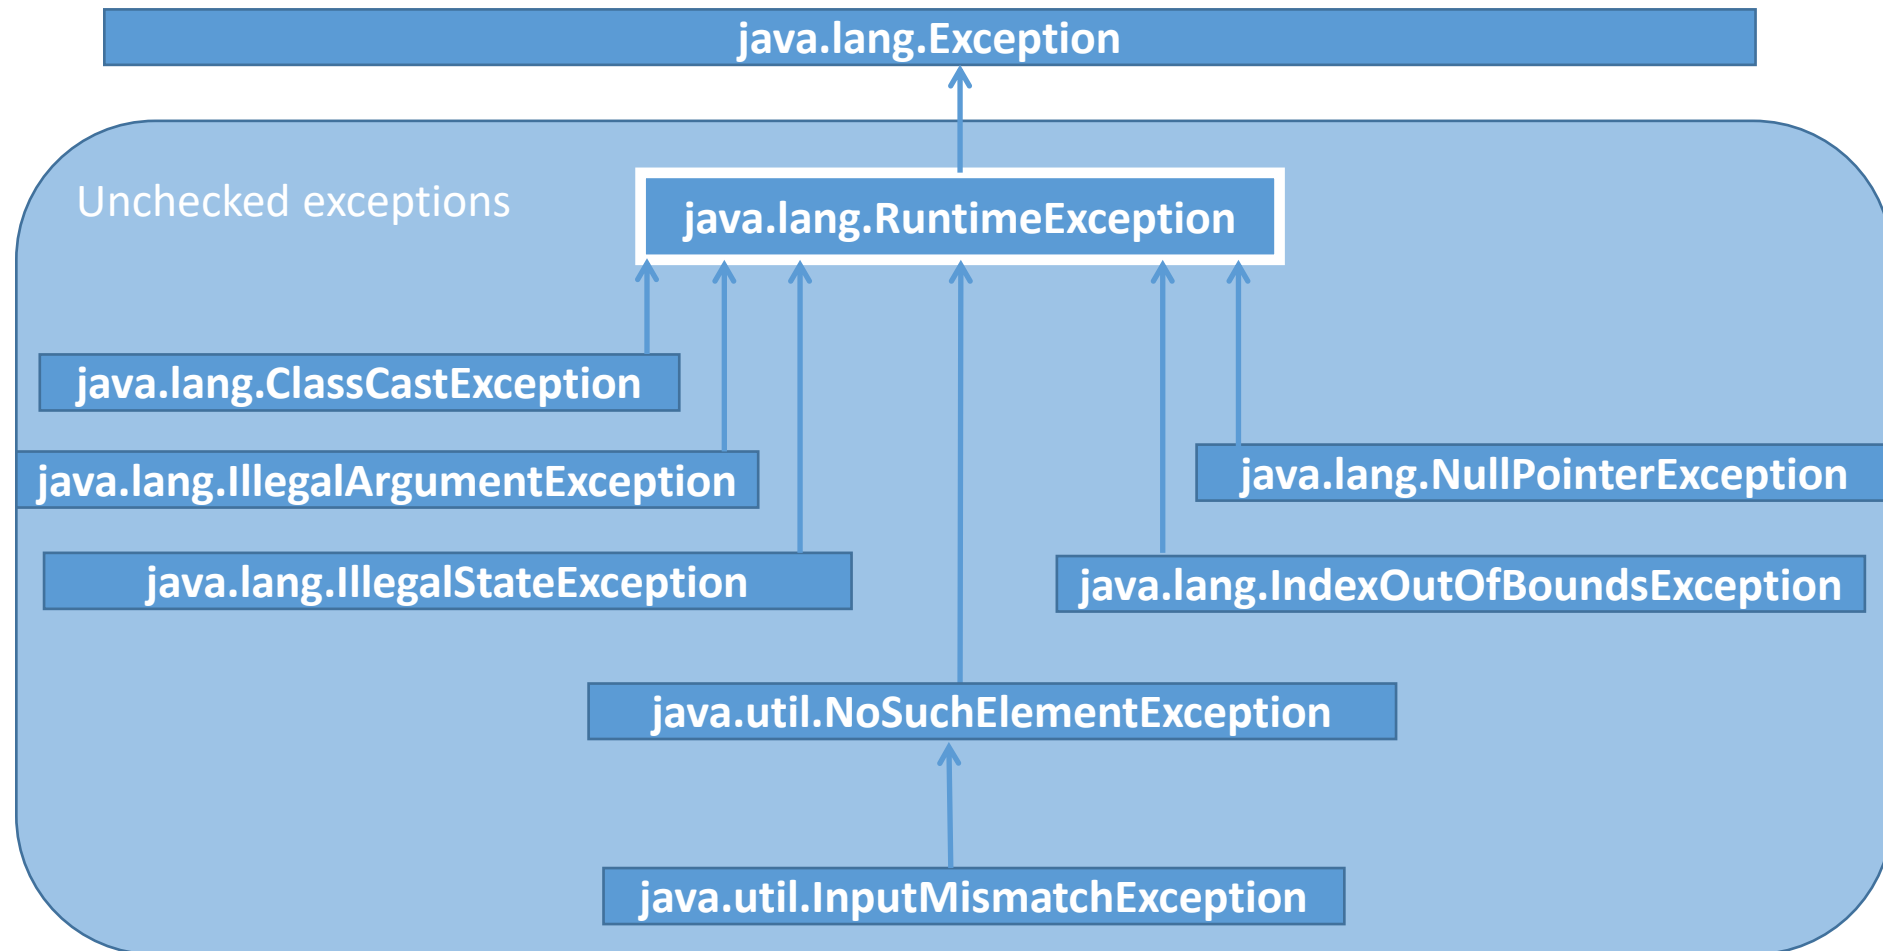 java.lang.Exception
Unchecked exceptions
java.lang.RuntimeException
java.lang.ClassCastException
java.lang.IllegalArgumentException
java.lang.NullPointerException
java.lang.IllegalStateException
java.lang.IndexOutOfBoundsException
java.util.NoSuchElementException
java.util.InputMismatchException